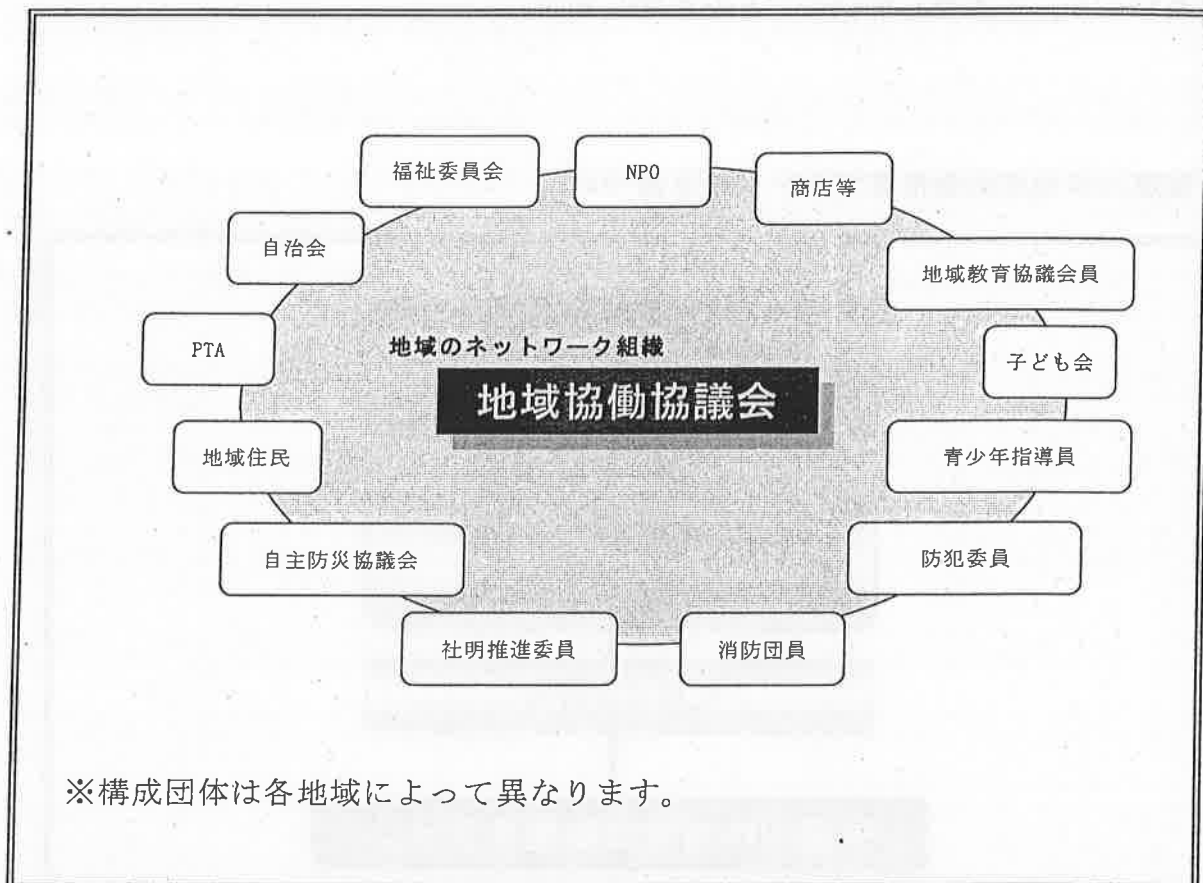 福祉委員会
NPO
商店等
自治会
地域教育協議会員
PTA
地域のネットワーク組織
子ども会
地域協働協議会
地域住民
青少年指導員
自主防災協議会
防犯委員
社明推進委員
消防団員
※構成団体は各地域によって異なります。